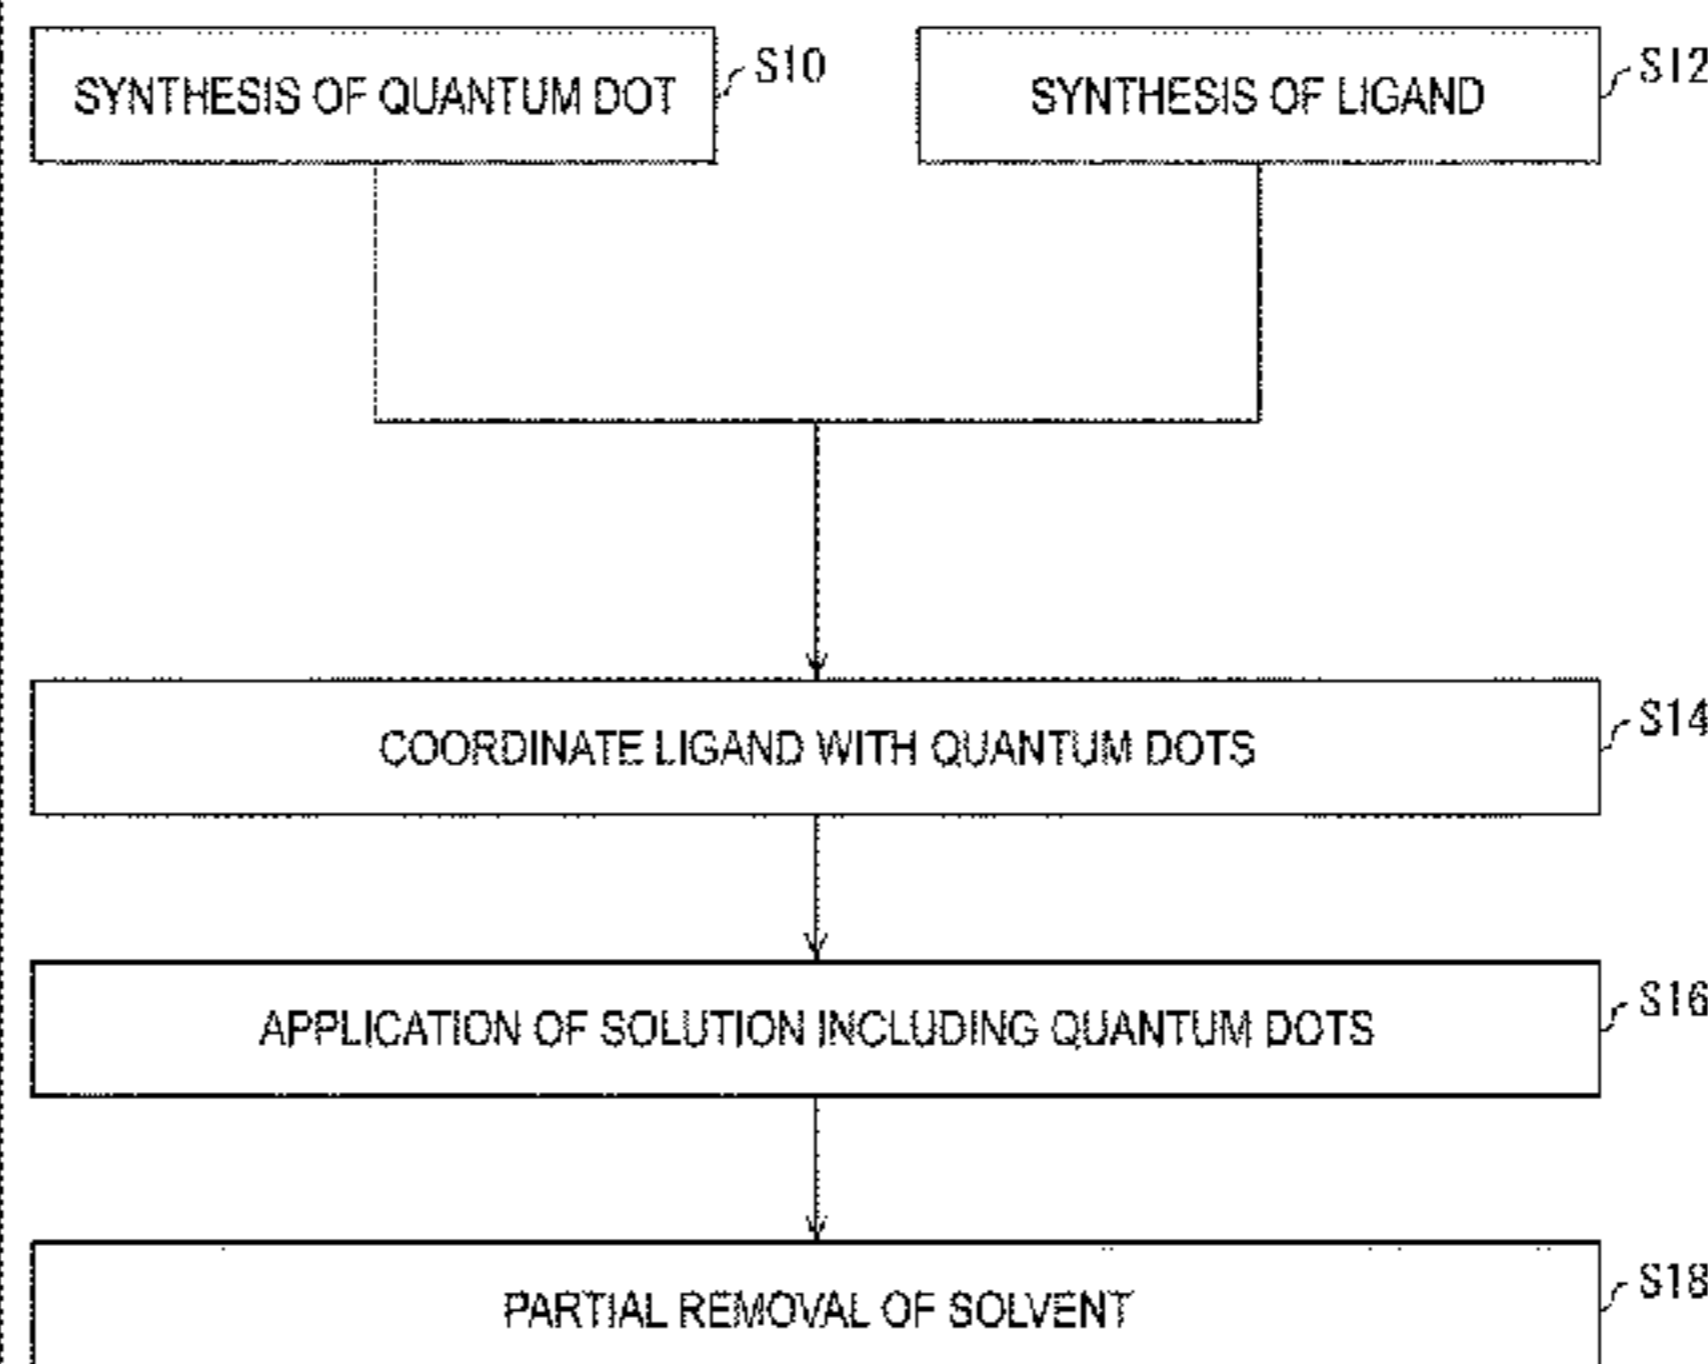 SYNTHESIS OF QUANTUM DOT
S10
SYNTHESIS OF LIGAND
S12
COORDINATE LIGAND WITH QUANTUM DOTS
S14
APPLICATION OF SOLUTION INCLUDING QUANTUM DOTS
S16
PARTIAL REMOVAL OF SOLVENT
S18